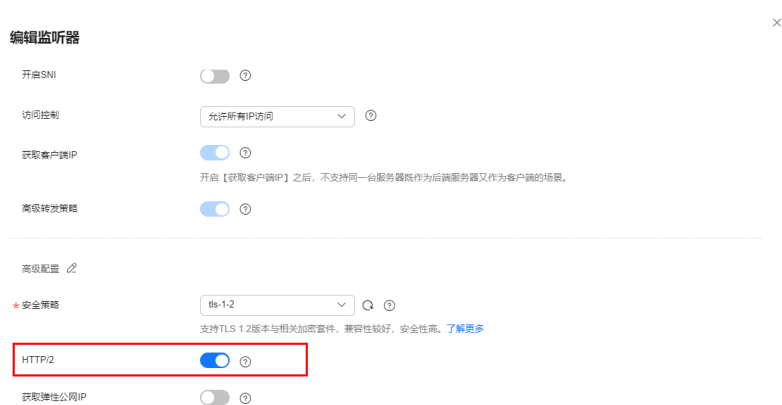 编辑监听器
开启SNI
访问控制 允许所有IP访问
获取客户端IP
开启【获取客户端IP】之后，不支持同一台服务器既作为后端服务器又作为客户端的场景。
高级转发策略
高级配置
* 安全策略 tls-1-2
支持TLS 1.2版本与相关加密套件，兼容性较好，安全性高。了解更多
HTTP/2
获取弹性公网IP